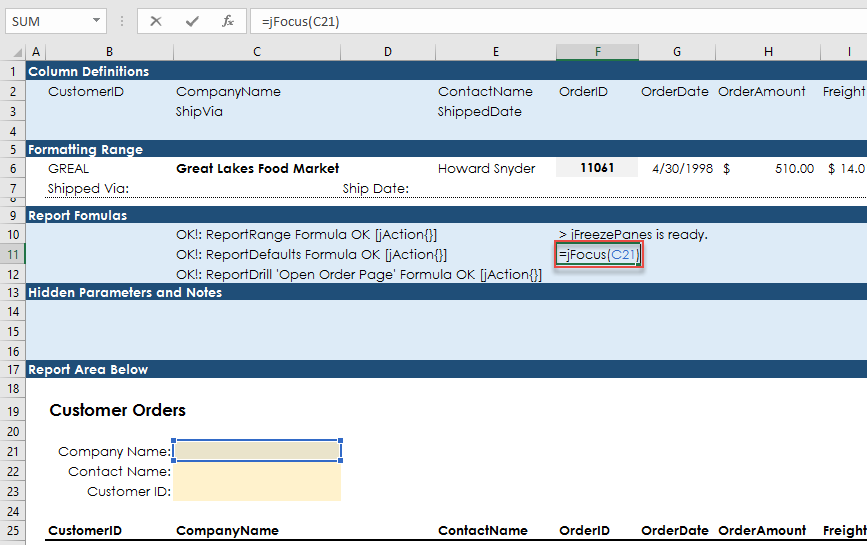 SUM fx =jFocus(C21)
A B C D E F G H I
1 Column Definitions
2 CustomerID CompanyName ContactName OrderID OrderDate OrderAmount Freight
3 ShipVia ShippedDate
4
5 Formatting Range
6 GREAL Great Lakes Food Market Howard Snyder 11061 4/30/1998 $ 510.00 $ 14.0
7 Shipped Via: Ship Date:
8
9 Report Fomulas
10 OK!: ReportRange Formula OK [jAction{}] > jFreezePanes is ready.
11 OK!: ReportDefaults Formula OK [jAction{}] =jFocus(C21)
12 OK!: ReportDrill 'Open Order Page' Formula OK [jAction{}]
13 Hidden Parameters and Notes
14
15
16
17 Report Area Below
18
19 Customer Orders
20
21 Company Name:
22 Contact Name:
23 Customer ID:
24
25 CustomerID CompanyName ContactName OrderID OrderDate OrderAmount Freight